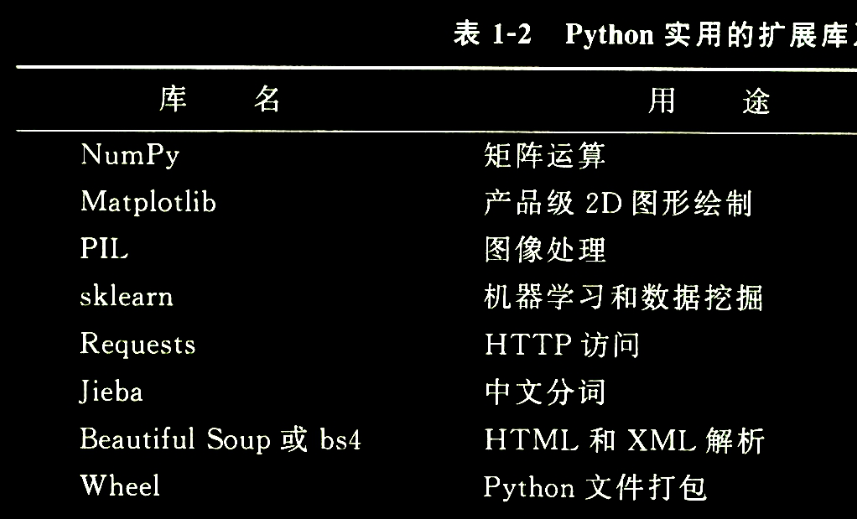 表 1-2 Python 实用的扩展库
库 名 用 途
NumPy 矩阵运算
Matplotlib 产品级 2D 图形绘制
PIL 图像处理
sklearn 机器学习和数据挖掘
Requests HTTP 访问
Jieba 中文分词
Beautiful Soup 或 bs4 HTML 和 XML 解析
Wheel Python 文件打包